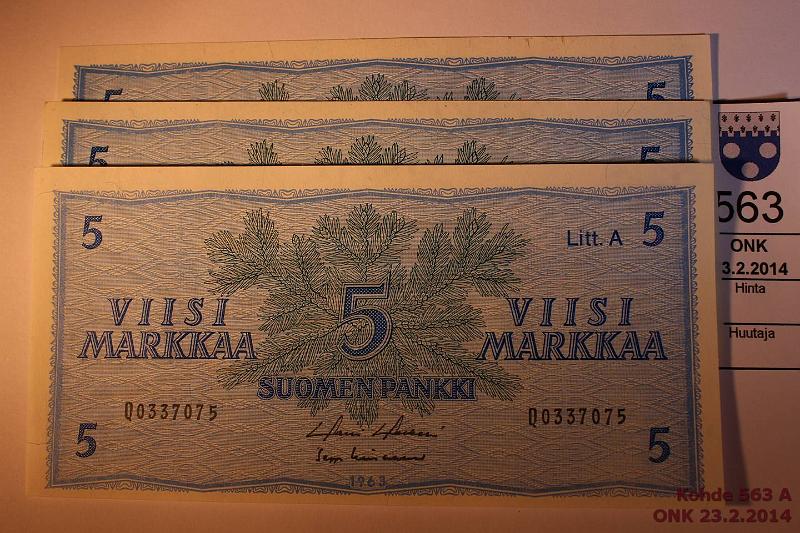 5 5
5 5
5 Litt. A 5
5
VIISI VIISI
MARKKAA MARKKAA
SUOMEN PANKKI
Q0337075 Q0337075
5 5
1963
563
ONK
3.2.2014
Hinta
Huutaja
Kohde 563 A
ONK 23.2.2014